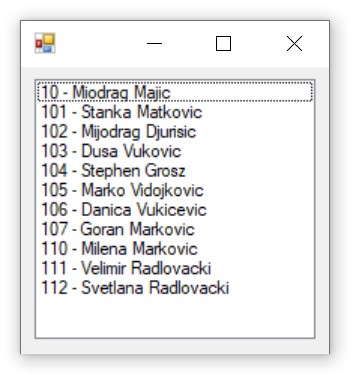 10 - Miodrag Majic
101 - Stanka Matkovic
102 - Mijodrag Djurisic
103 - Dusa Vukovic
104 - Stephen Grosz
105 - Marko Vidojkovic
106 - Danica Vukicevic
107 - Goran Markovic
110 - Milena Markovic
111 - Velimir Radlovacki
112 - Svetlana Radlovacki